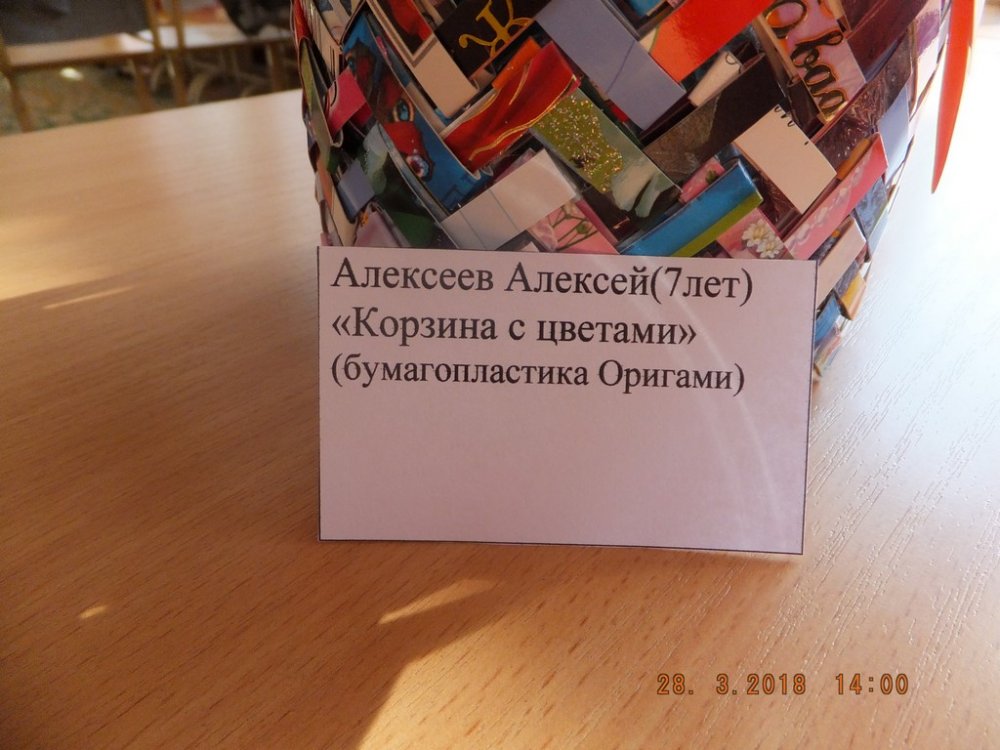 Алексеев Алексей(7лет)
«Корзина с цветами»
(бумагопластика Оригами)
28. 3.2018 14:00